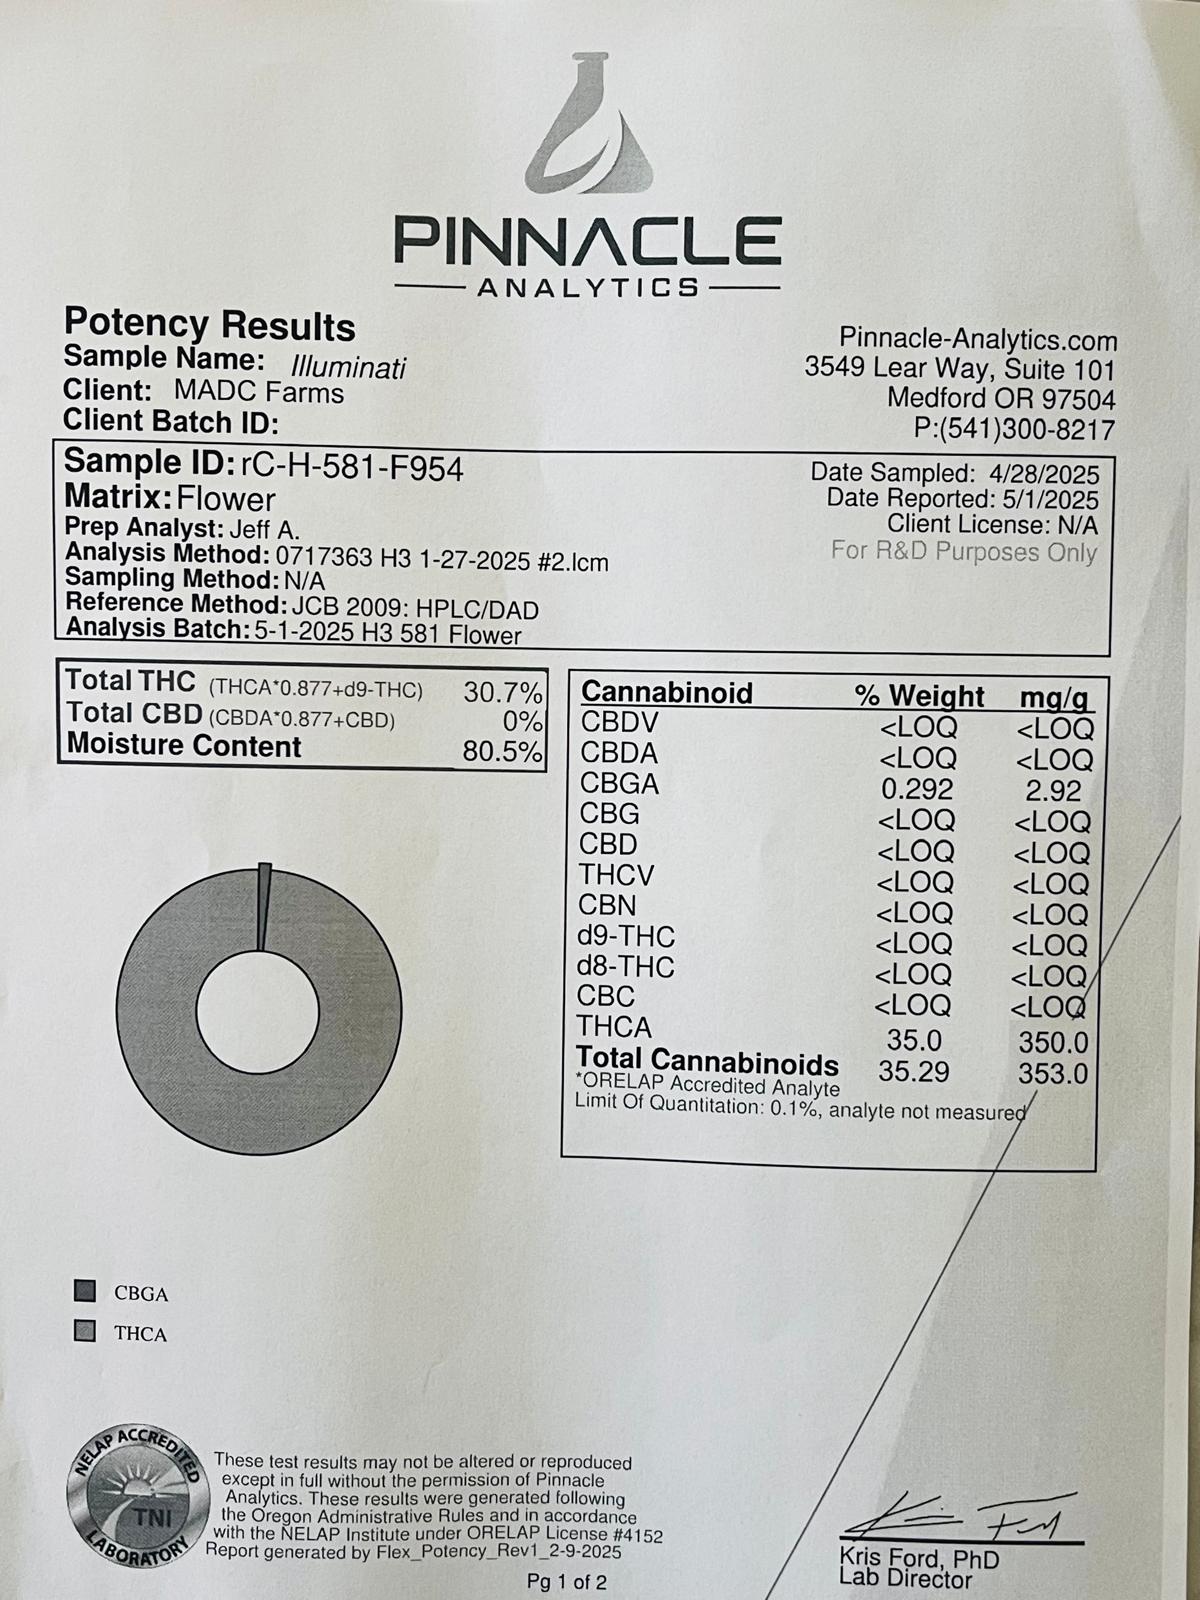 PINNACLE
ANALYTICS
Potency Results
Sample Name: Illuminati
Client: MADC Farms
Client Batch ID:
Pinnacle-Analytics.com
3549 Lear Way, Suite 101
Medford OR 97504
P:(541)300-8217
Sample ID: rC-H-581-F954
Matrix: Flower
Prep Analyst: Jeff A.
Analysis Method: 0717363 H3 1-27-2025 #2.lcm
Sampling Method: N/A
Reference Method: JCB 2009: HPLC/DAD
Analysis Batch: 5-1-2025 H3 581 Flower
Date Sampled: 4/28/2025
Date Reported: 5/1/2025
Client License: N/A
For R&D Purposes Only
Total THC (THCA*0.877+d9-THC) 30.7%
Total CBD (CBDA*0.877+CBD) 0%
Moisture Content 80.5%
Cannabinoid % Weight mg/g
CBDV <LOQ <LOQ
CBDA <LOQ <LOQ
CBGA 0.292 2.92
CBG <LOQ <LOQ
CBD <LOQ <LOQ
THCV <LOQ <LOQ
CBN <LOQ <LOQ
d9-THC <LOQ <LOQ
d8-THC <LOQ <LOQ
CBC <LOQ <LOQ
THCA 35.0 350.0
Total Cannabinoids 35.29 353.0
*ORELAP Accredited Analyte
Limit Of Quantitation: 0.1%, analyte not measured
CBGA
THCA
NELAP ACCREDITED
TNI
LABORATORY
These test results may not be altered or reproduced
except in full without the permission of Pinnacle
Analytics. These results were generated following
the Oregon Administrative Rules and in accordance
with the NELAP Institute under ORELAP License #4152
Report generated by Flex_Potency_Rev1_2-9-2025
Kris Ford, PhD
Lab Director
Pg 1 of 2